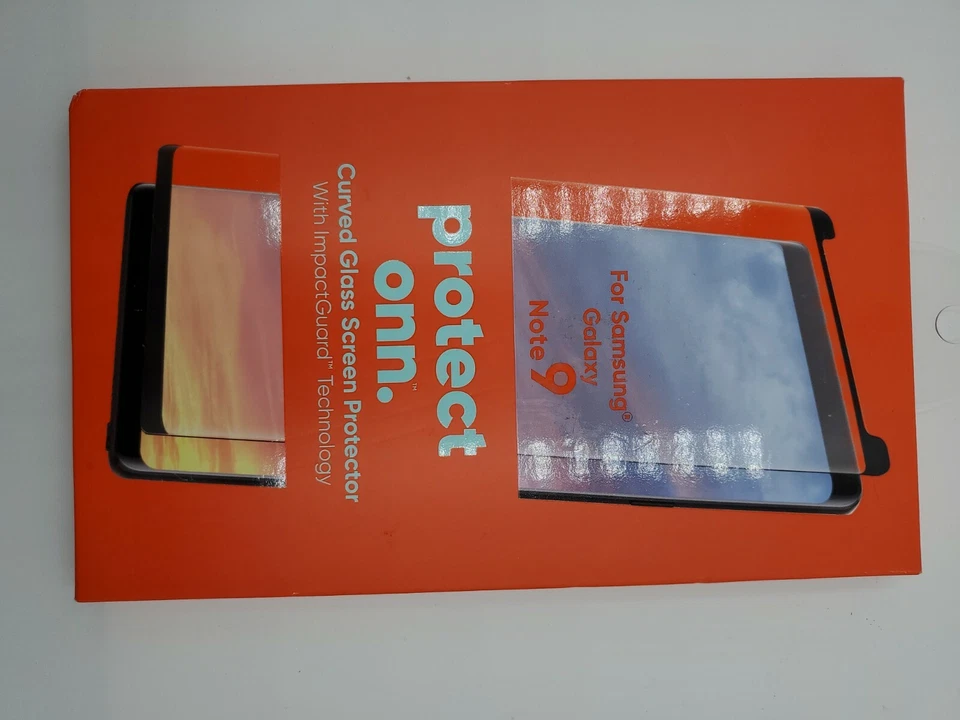 For Samsung®
Galaxy
Note 9
protect
onn.™
Curved Glass Screen Protector
With ImpactGuard™ Technology